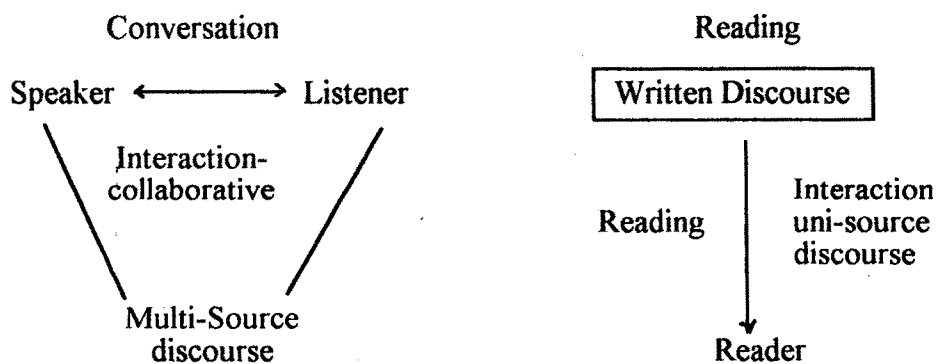 Conversation
Speaker
Listener
Interaction-
collaborative
Multi-Source
discourse
Reading
Written Discourse
Reading
Interaction
uni-source
discourse
Reader